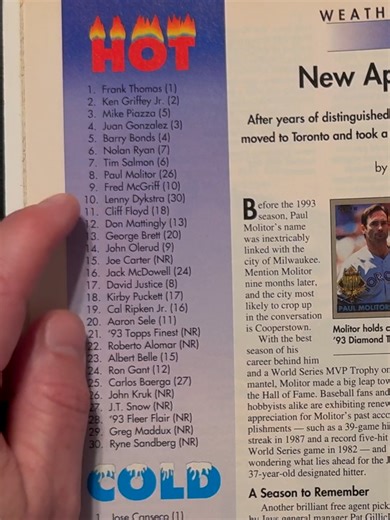 HOT
1. Frank Thomas (1)
2. Ken Griffey Jr. (2)
3. Mike Piazza (5)
4. Juan Gonzalez (3)
5. Barry Bonds (4)
6. Nolan Ryan (7)
7. Tim Salmon (6)
8. Paul Molitor (26)
9. Fred McGriff (10)
10. Lenny Dykstra (30)
11. Cliff Floyd (18)
12. Don Mattingly (13)
13. George Brett (20)
14. John Olerud (9)
15. Joe Carter (NR)
16. Jack McDowell (24)
17. David Justice (8)
18. Kirby Puckett (17)
19. Cal Ripken Jr. (16)
20. Aaron Sele (11)
21. '93 Topps Finest (NR)
22. Roberto Alomar (NR)
23. Albert Belle (15)
24. Ron Gant (12)
25. Carlos Baerga (27)
26. John Kruk (NR)
27. J.T. Snow (NR)
28. '93 Fleer Flair (NR)
29. Greg Maddux (NR)
30. Ryne Sandberg (NR)
COLD
1. Jose Canseco (1)
WEATH
New Ap
After years of distinguished
moved to Toronto and took a
by
Before the 1993
season, Paul
Molitor's name
was inextricably
linked with the
city of Milwaukee.
Mention Molitor
nine months later,
and the city most
likely to crop up
in the conversation
is Cooperstown.
With the best
season of his
career behind him
and a World Series MVP Trophy on
mantel, Molitor made a big leap tow
the Hall of Fame. Baseball fans and
hobbyists alike are exhibiting renew
appreciation for Molitor's past accor
plishments — such as a 39-game hi
streak in 1987 and a record five-hit
World Series game in 1982 — and
wondering what lies ahead for the
37-year-old designated hitter.
A Season to Remember
Another brilliant free agent pick
by Jays general manager Pat Gillic
PAUL MOLITOR
Molitor holds c
'93 Diamond T